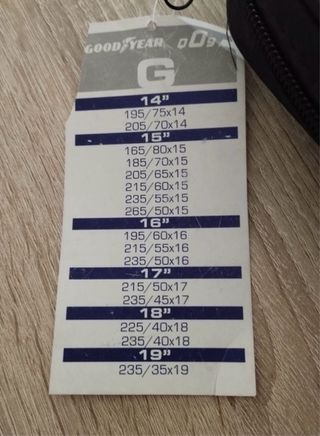 GOODYEAR 009
G
14"
195/75x14
205/70x14
15"
165/80x15
185/70x15
205/65x15
215/60x15
235/55x15
265/50x15
16"
195/60x16
215/55x16
235/50x16
17"
215/50x17
235/45x17
18"
225/40x18
235/40x18
19"
235/35x19